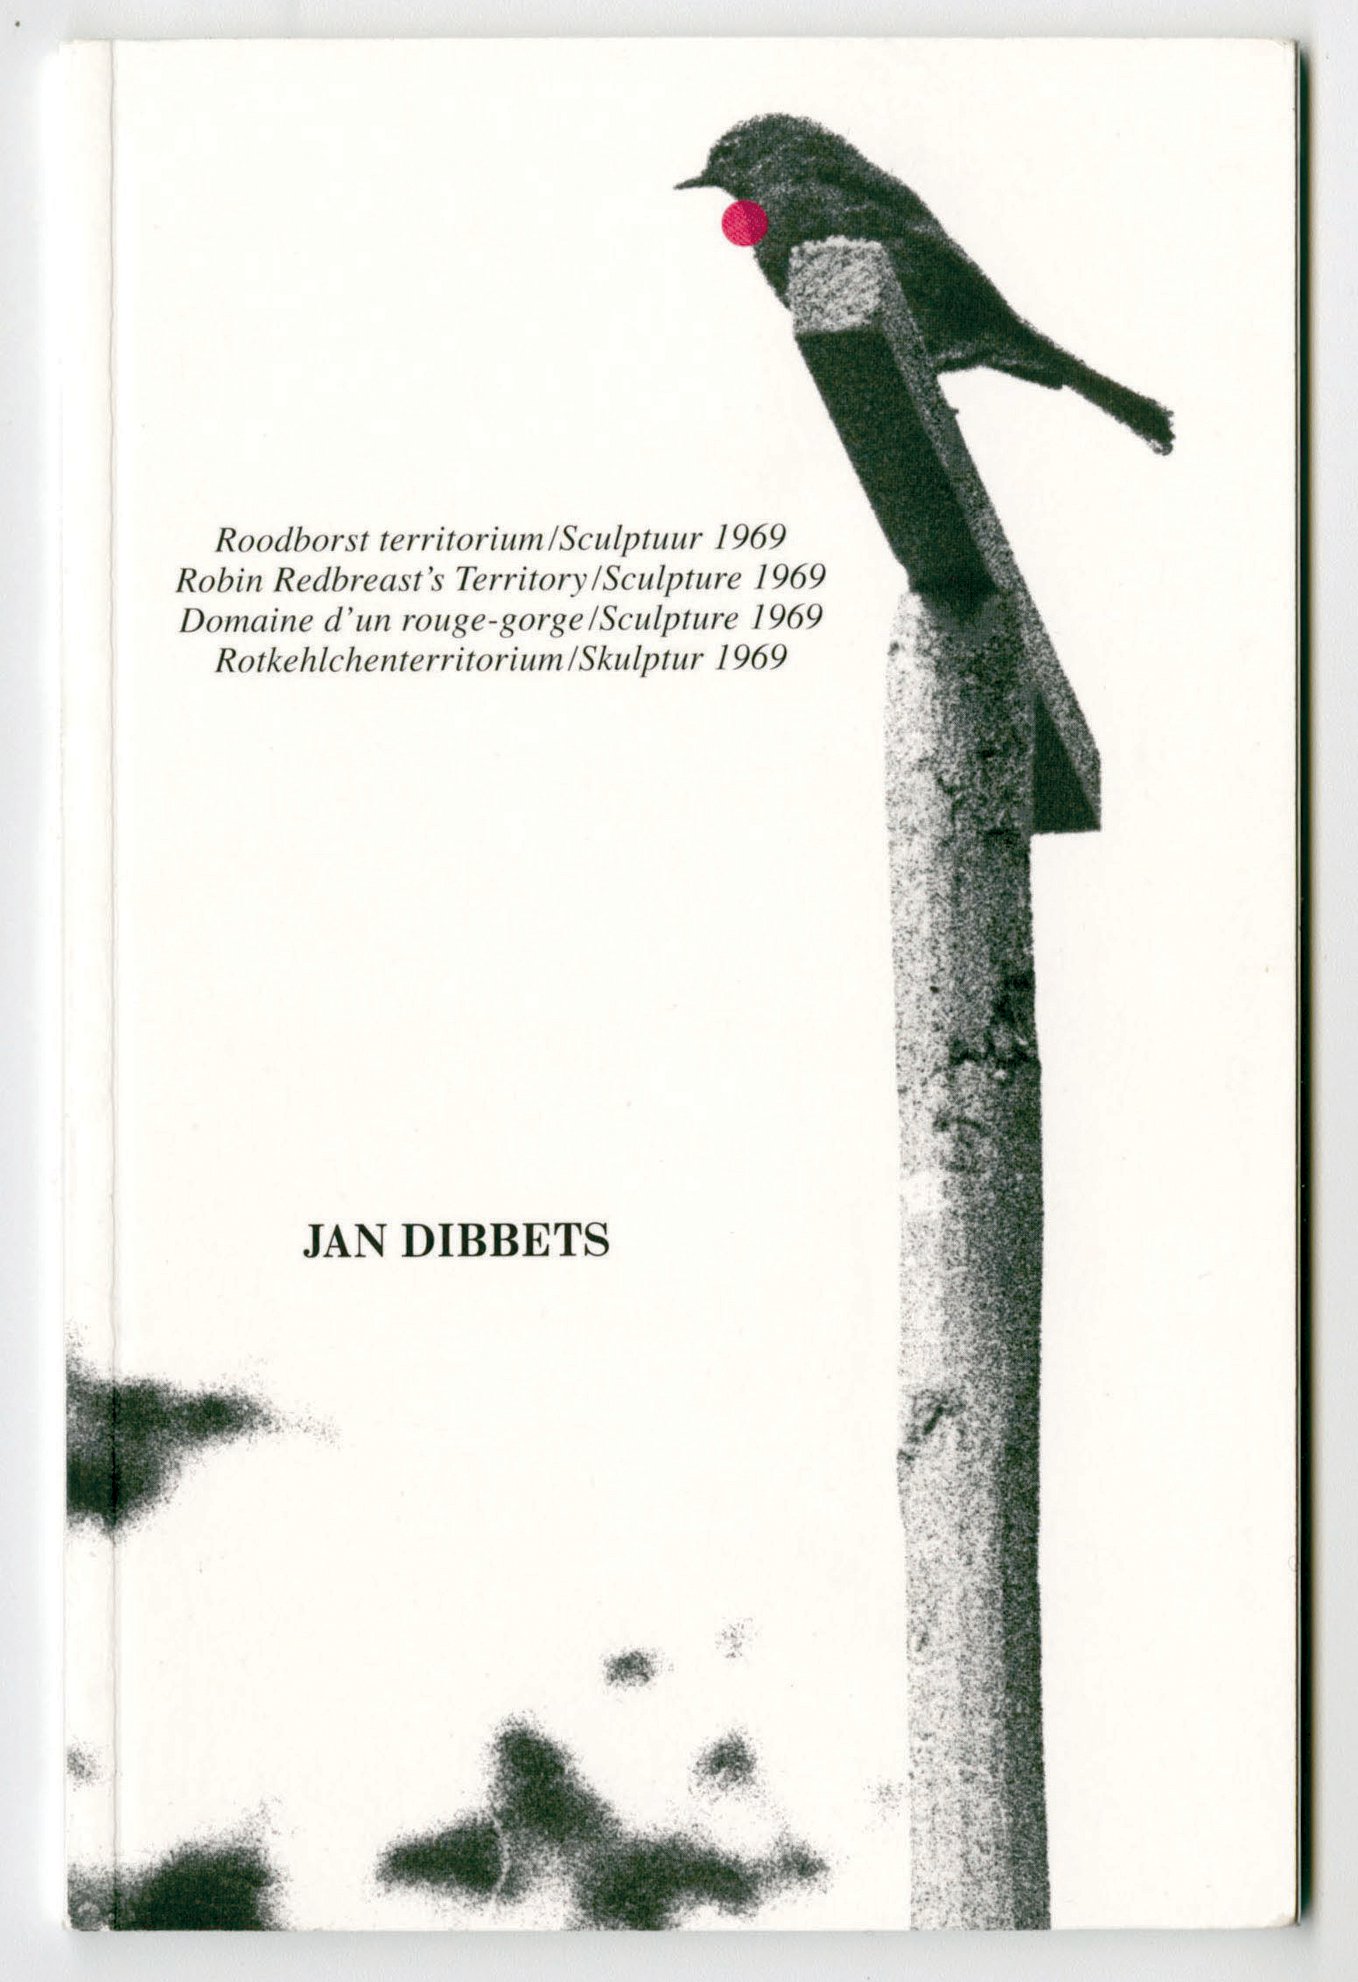 Roodborst territorium/Sculptuur 1969
Robin Redbreast's Territory/Sculpture 1969
Domaine d'un rouge-gorge/Sculpture 1969
Rotkehlchenterritorium/Skulptur 1969
JAN DIBBETS